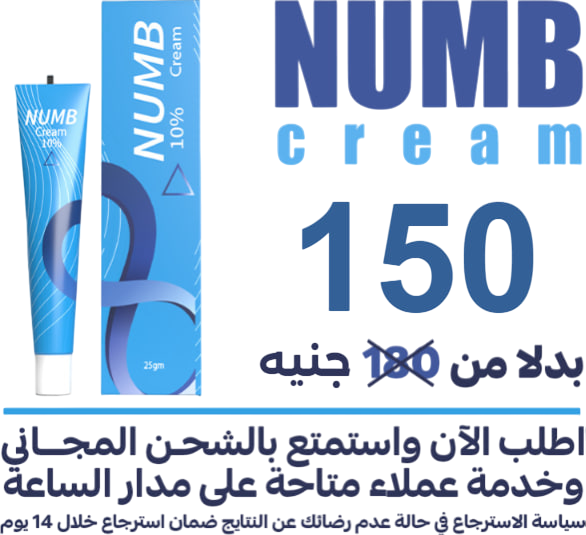 NUMB
Cream
10%
NUMB
Cream
10%
25gm
NUMB
cream
150
بدلا من 180 جنيه
اطلب الآن واستمتع بالشحن المجاني
وخدمة عملاء متاحة على مدار الساعة
سياسة الاسترجاع في حالة عدم رضائك عن النتايج ضمان استرجاع خلال 14 يوم